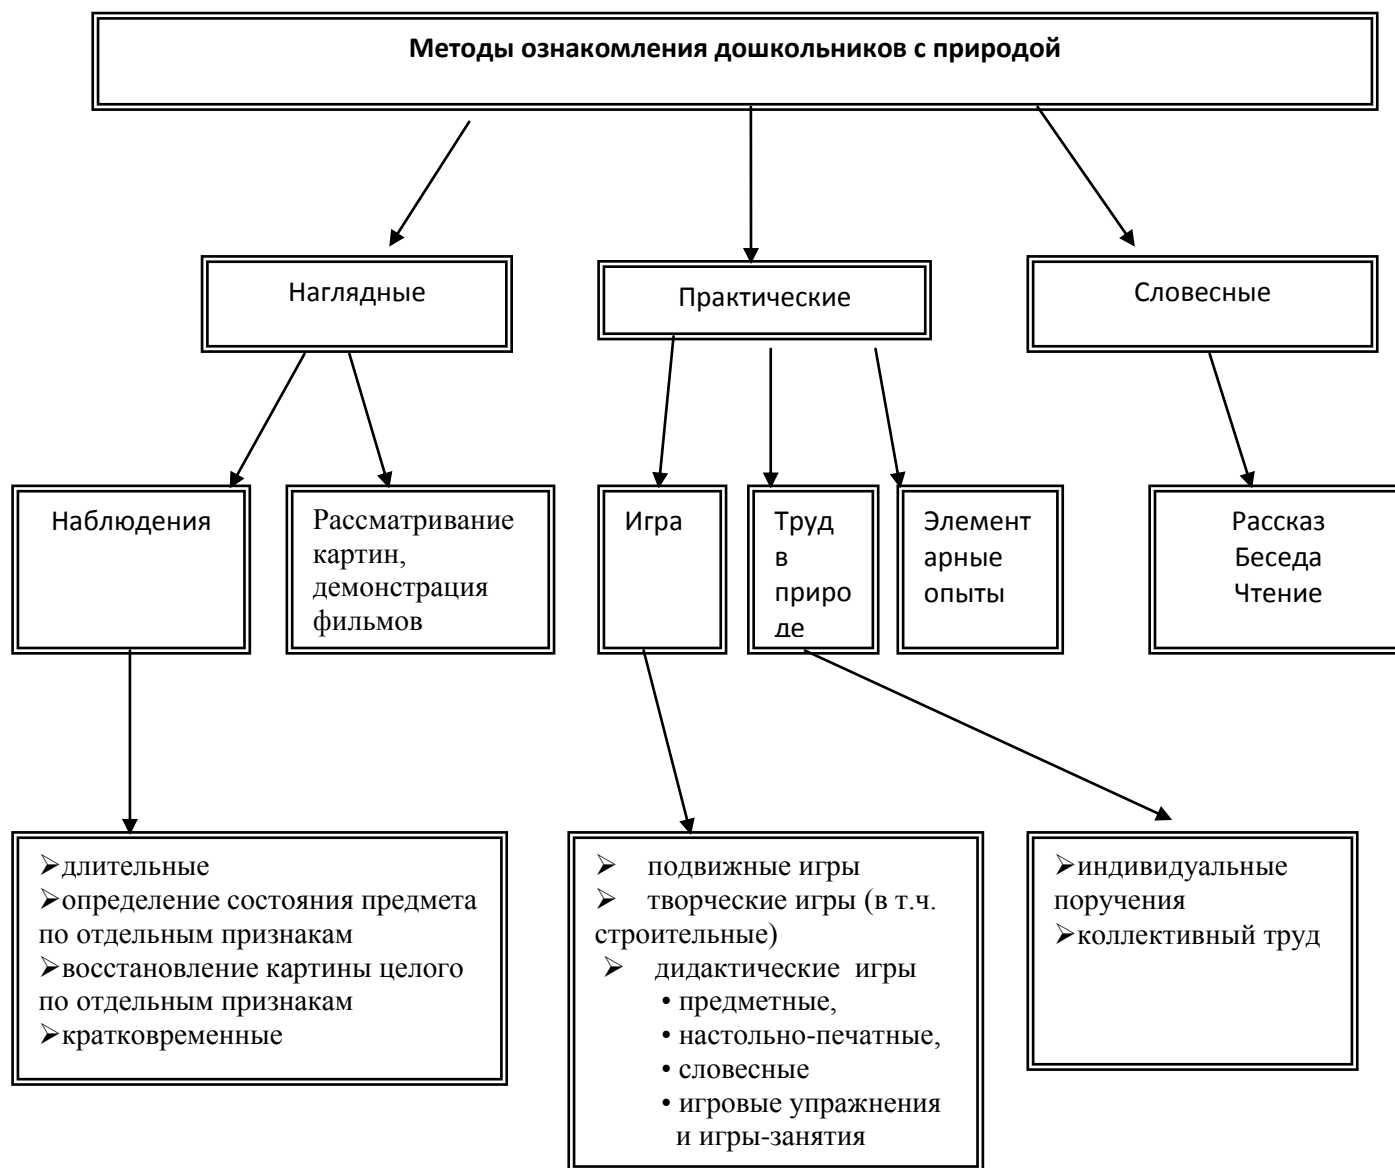 Методы ознакомления дошкольников с природой
Наглядные
Практические
Словесные
Наблюдения
Рассматривание
картин,
демонстрация
фильмов
Игра
Труд
в
приро
де
Элемент
арные
опыты
Рассказ
Беседа
Чтение
➢длительные
➢определение состояния предмета
по отдельным признакам
➢восстановление картины целого
по отдельным признакам
➢кратковременные
➢ подвижные игры
➢ творческие игры (в т.ч.
строительные)
➢ дидактические игры
• предметные,
• настольно-печатные,
• словесные
• игровые упражнения
и игры-занятия
➢индивидуальные
поручения
➢коллективный труд